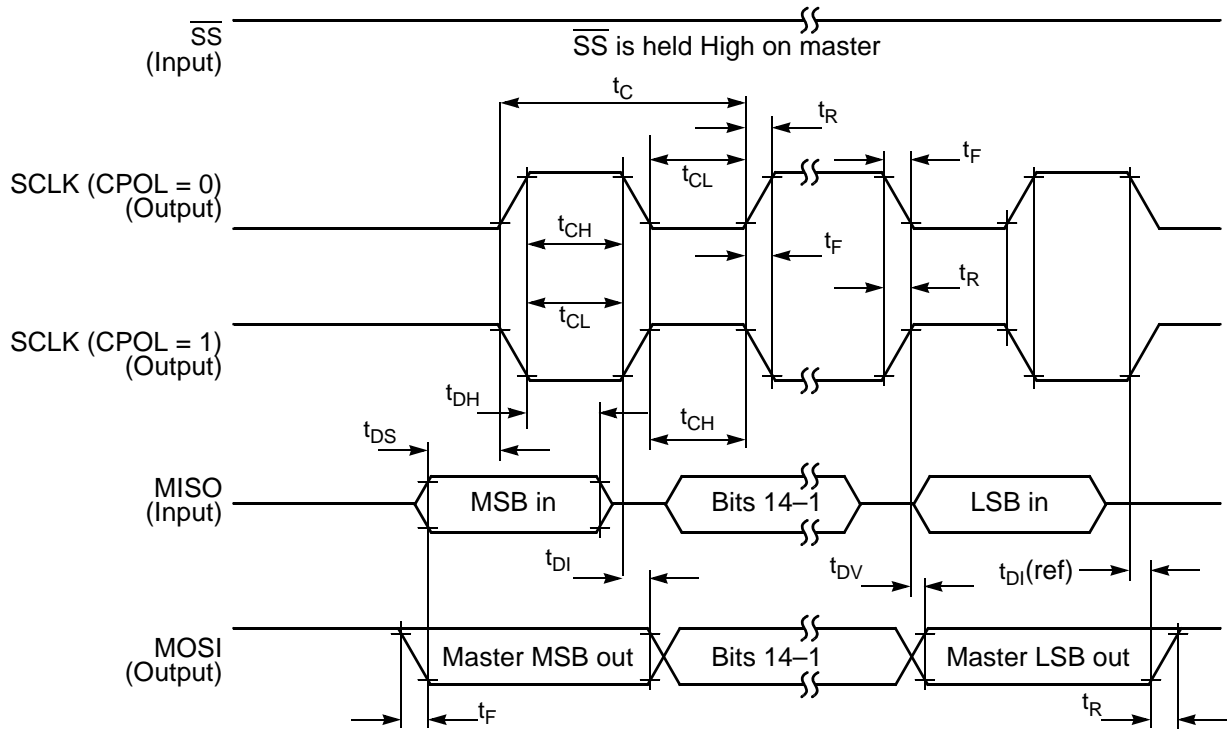 SS
(Input)
SS is held High on master
tC
tR
tCL
tF
SCLK (CPOL = 0)
(Output)
tCH
tF
tR
tCL
SCLK (CPOL = 1)
(Output)
tDH
tCH
tDS
MISO
(Input)
MSB in
Bits 14–1
LSB in
tDI
tDV
tDI(ref)
MOSI
(Output)
Master MSB out
Bits 14–1
Master LSB out
tF
tR